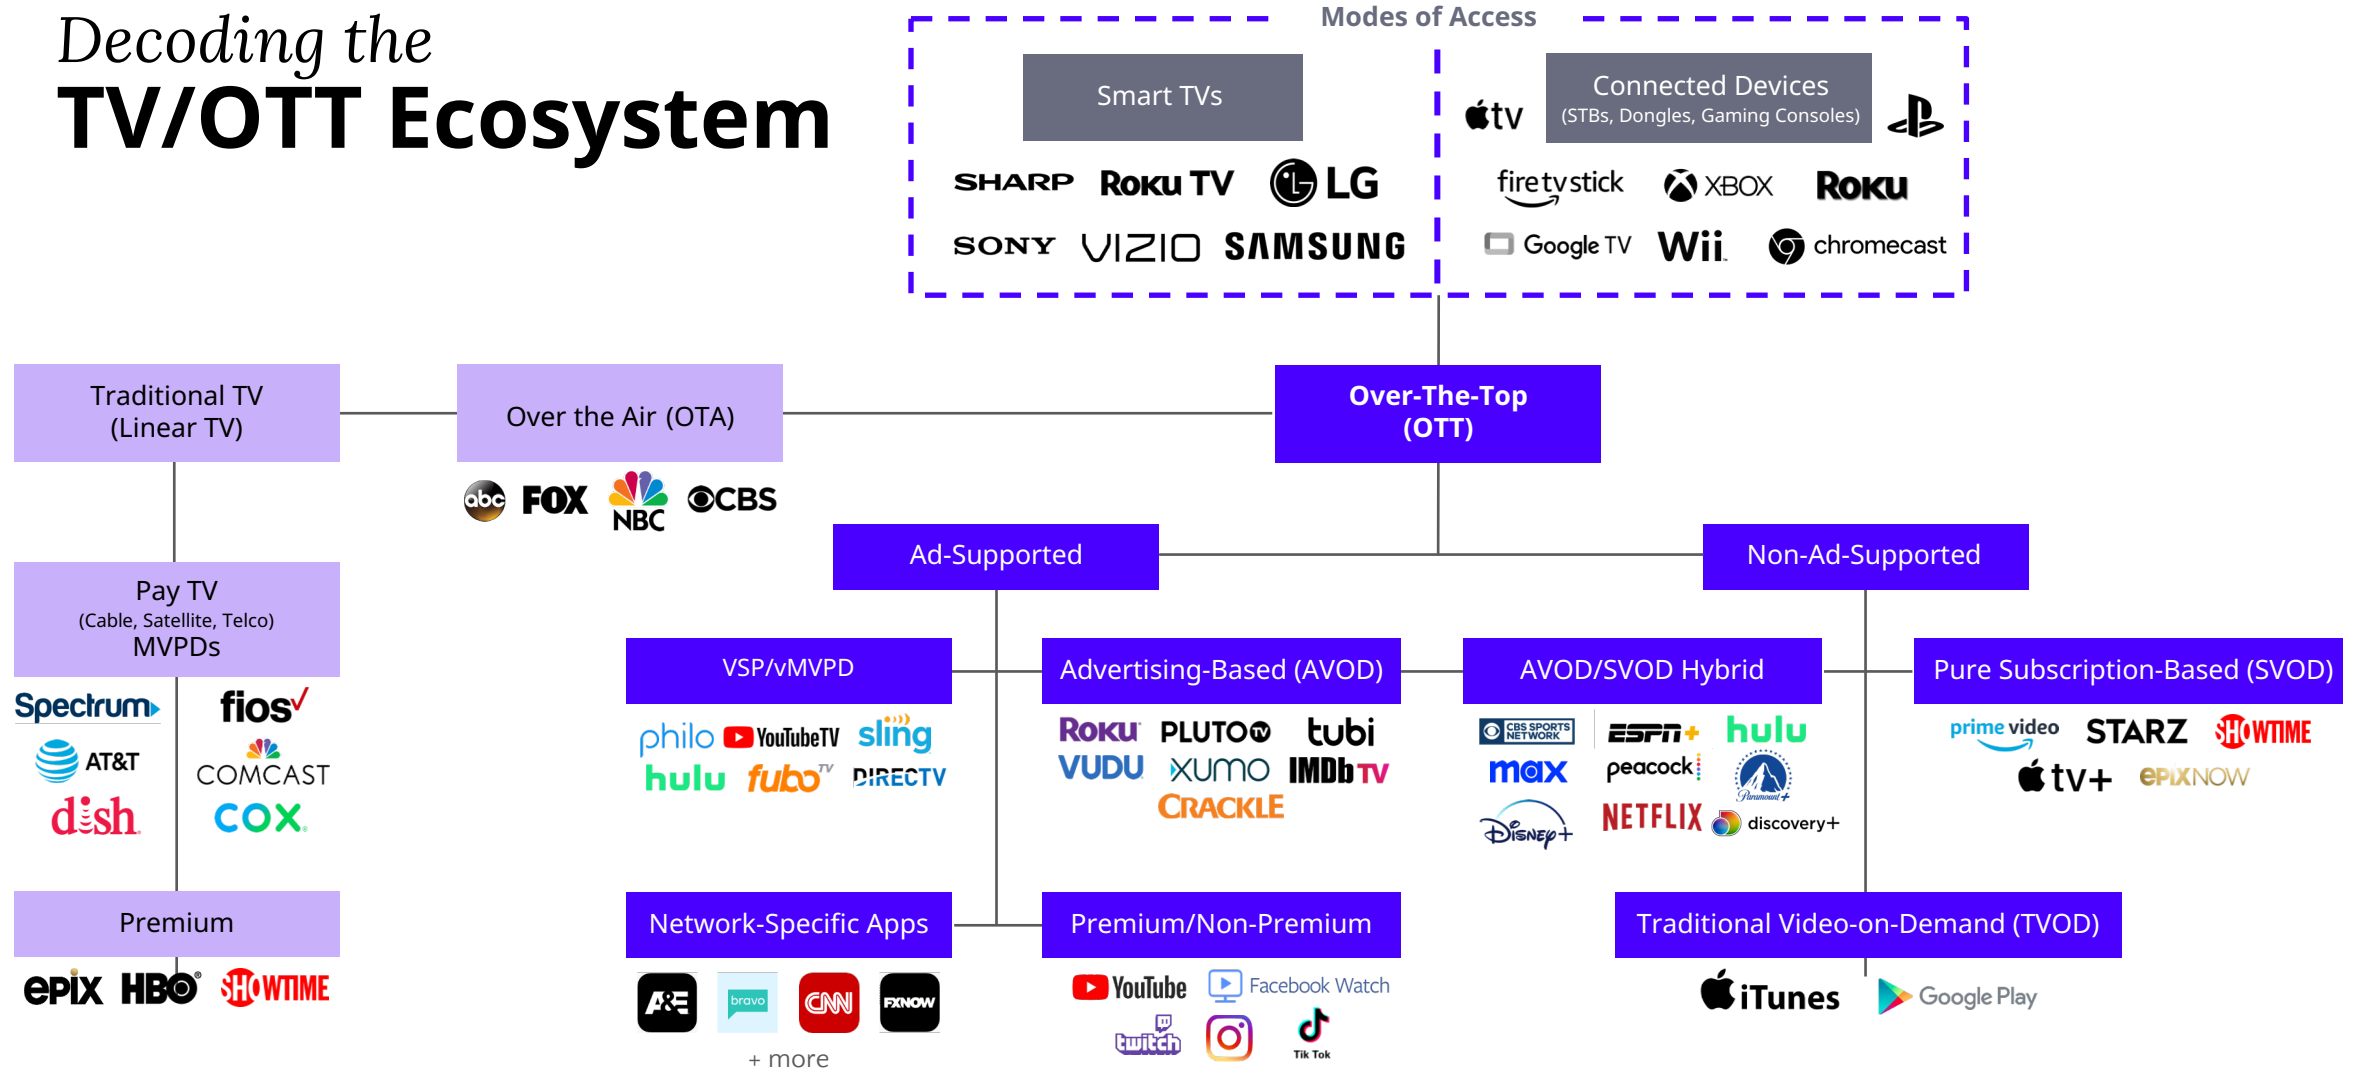 Decoding the
TV/OTT Ecosystem
Modes of Access
Smart TVs
SHARP
ROKU TV
LG
SONY
VIZIO
SAMSUNG
Connected Devices
(STBs, Dongles, Gaming Consoles)
tv
fire tv stick
XBOX
ROKU
Google TV
Wii
chromecast
Traditional TV
(Linear TV)
Over the Air (OTA)
abc
FOX
NBC
CBS
Over-The-Top
(OTT)
Pay TV
(Cable, Satellite, Telco)
MVPDs
Spectrum
fios
AT&T
COMCAST
dish
COX
Premium
epix
HBO
SHOWTIME
Ad-Supported
Non-Ad-Supported
VSP/vMVPD
philo
YouTubeTV
sling
hulu
fuboTV
DIRECTV
Advertising-Based (AVOD)
ROKU
PLUTO TV
tubi
VUDU
XUMO
IMDb TV
CRACKLE
AVOD/SVOD Hybrid
CBS SPORTS
NETWORK
ESPN+
hulu
max
peacock
Paramount+
Disney+
NETFLIX
discovery+
Pure Subscription-Based (SVOD)
prime video
STARZ
SHOWTIME
tv+
epix NOW
Network-Specific Apps
A&E
bravo
CNN
FXNOW
+ more
Premium/Non-Premium
YouTube
Facebook Watch
twitch
Tik Tok
Traditional Video-on-Demand (TVOD)
iTunes
Google Play